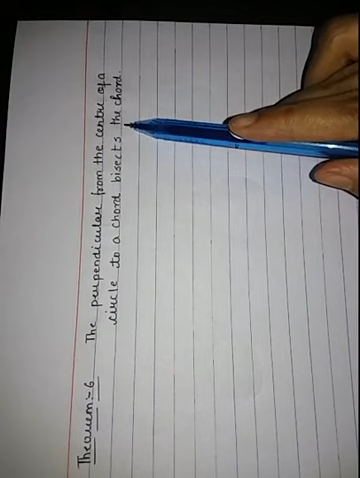 Theorem:- 6 The perpendicular from the centre of a
circle to a chord bisects the chord.